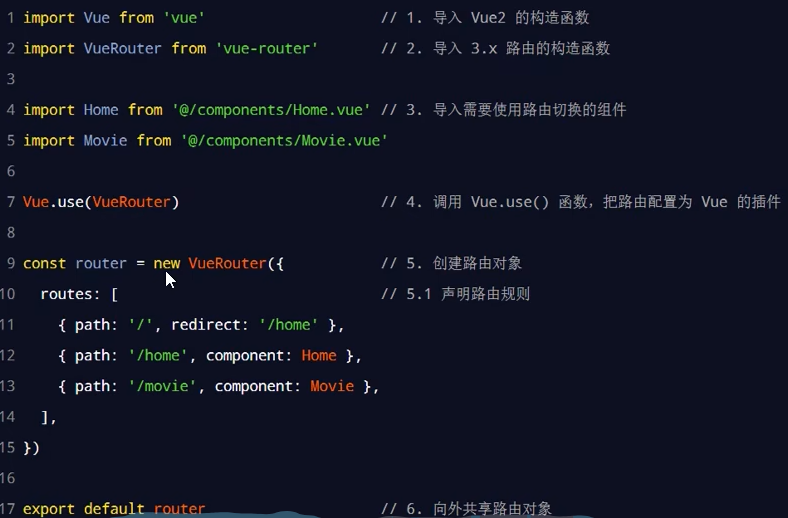 1 import Vue from 'vue' // 1. 导入 Vue2 的构造函数
2 import VueRouter from 'vue-router' // 2. 导入 3.x 路由的构造函数
3
4 import Home from '@/components/Home.vue' // 3. 导入需要使用路由切换的组件
5 import Movie from '@/components/Movie.vue'
6
7 Vue.use(VueRouter) // 4. 调用 Vue.use() 函数，把路由配置为 Vue 的插件
8
9 const router = new VueRouter({ // 5. 创建路由对象
10 routes: [ // 5.1 声明路由规则
11 { path: '/', redirect: '/home' },
12 { path: '/home', component: Home },
13 { path: '/movie', component: Movie },
14 ],
15 })
16
17 export default router // 6. 向外共享路由对象